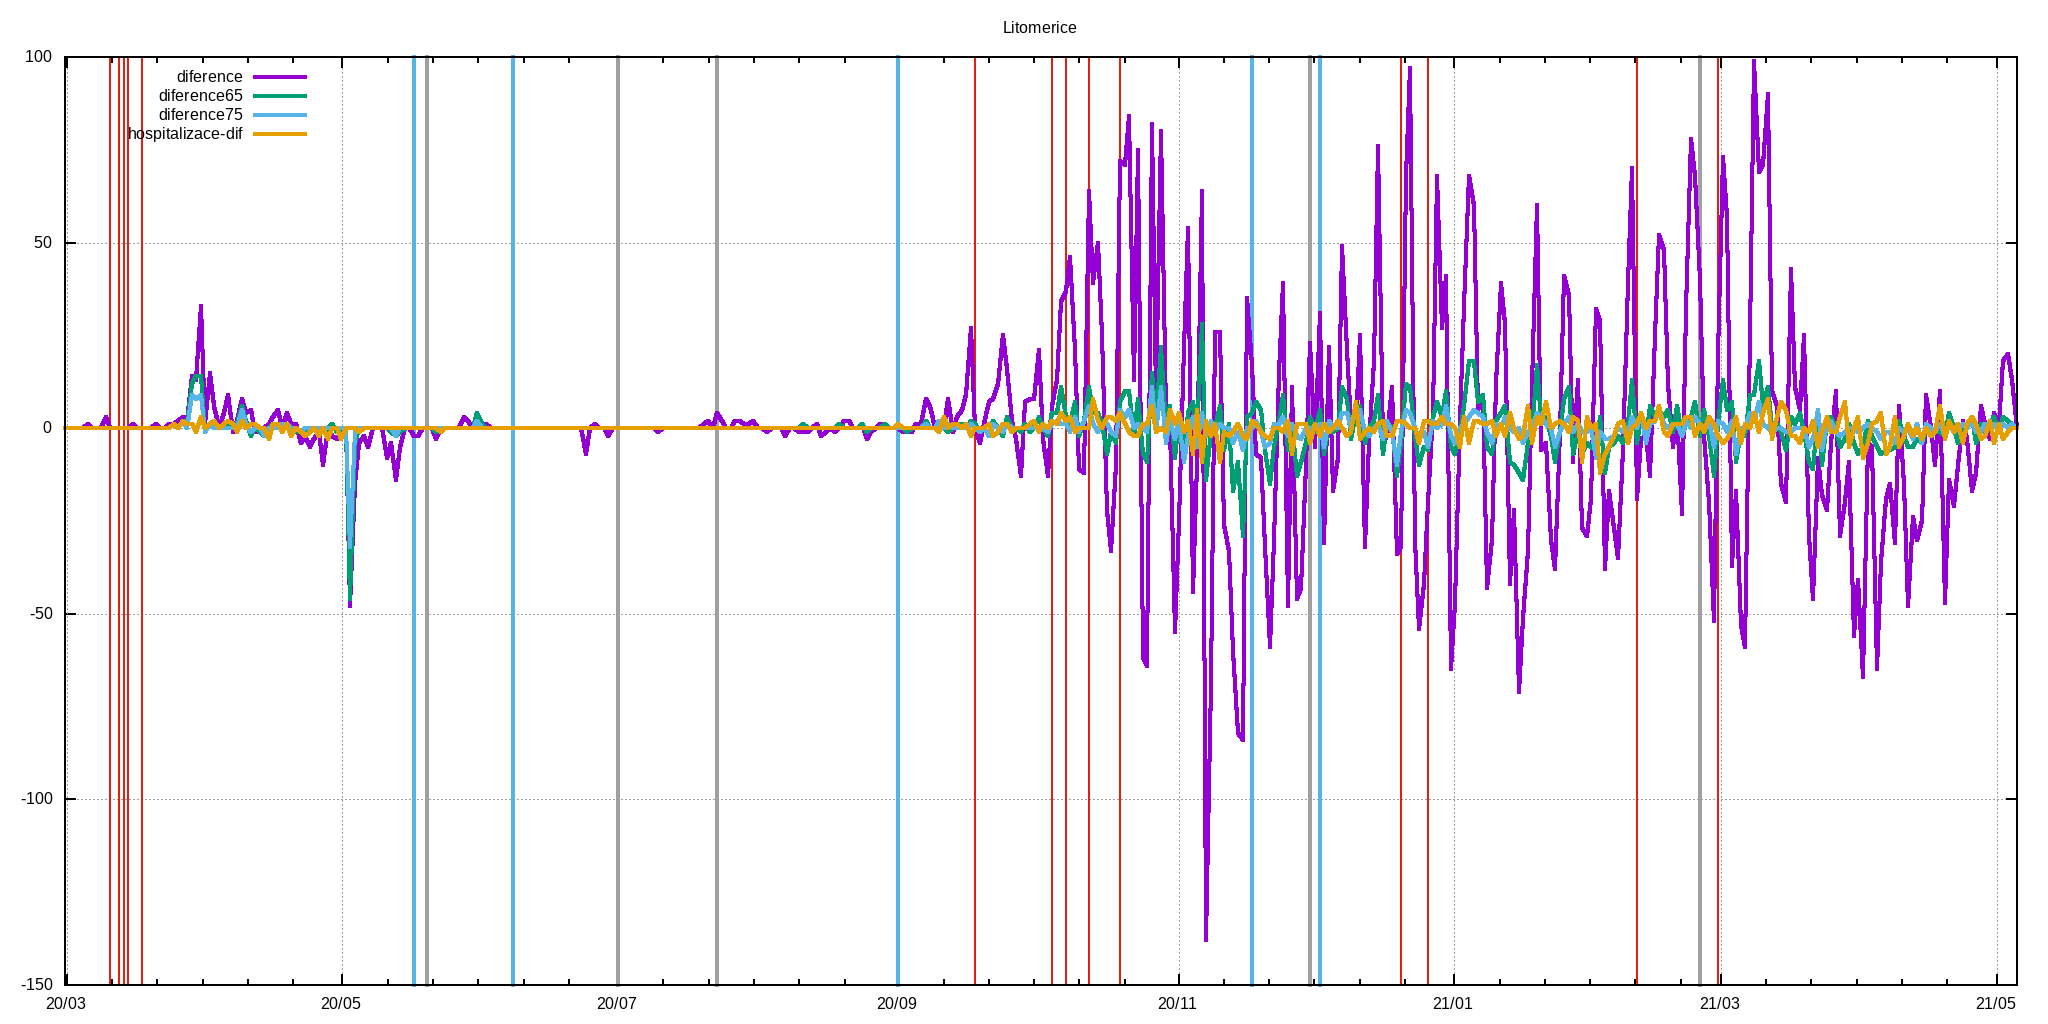 Litomerice
100
diference
diference65
diference75
hospitalizace-dif
50
0
-50
-100
-150
20/03 20/05 20/07 20/09 20/11 21/01 21/03 21/05